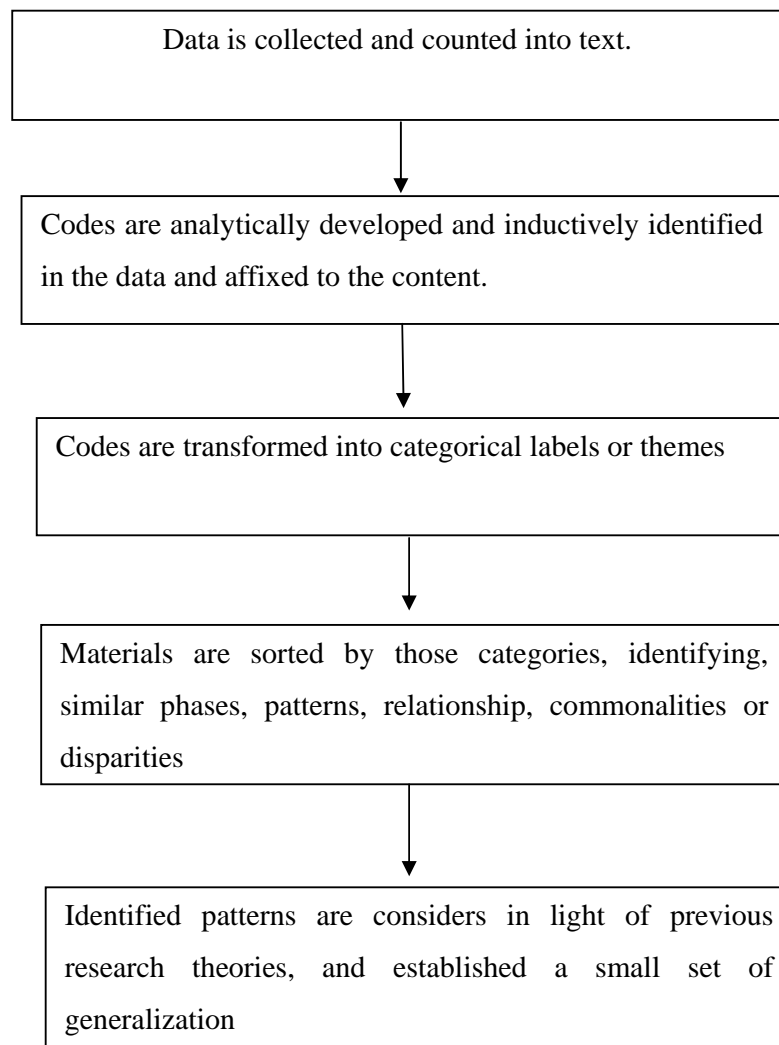 Data is collected and counted into text.
Codes are analytically developed and inductively identified
in the data and affixed to the content.
Codes are transformed into categorical labels or themes
Materials are sorted by those categories, identifying,
similar phases, patterns, relationship, commonalities or
disparities
Identified patterns are considers in light of previous
research theories, and established a small set of
generalization